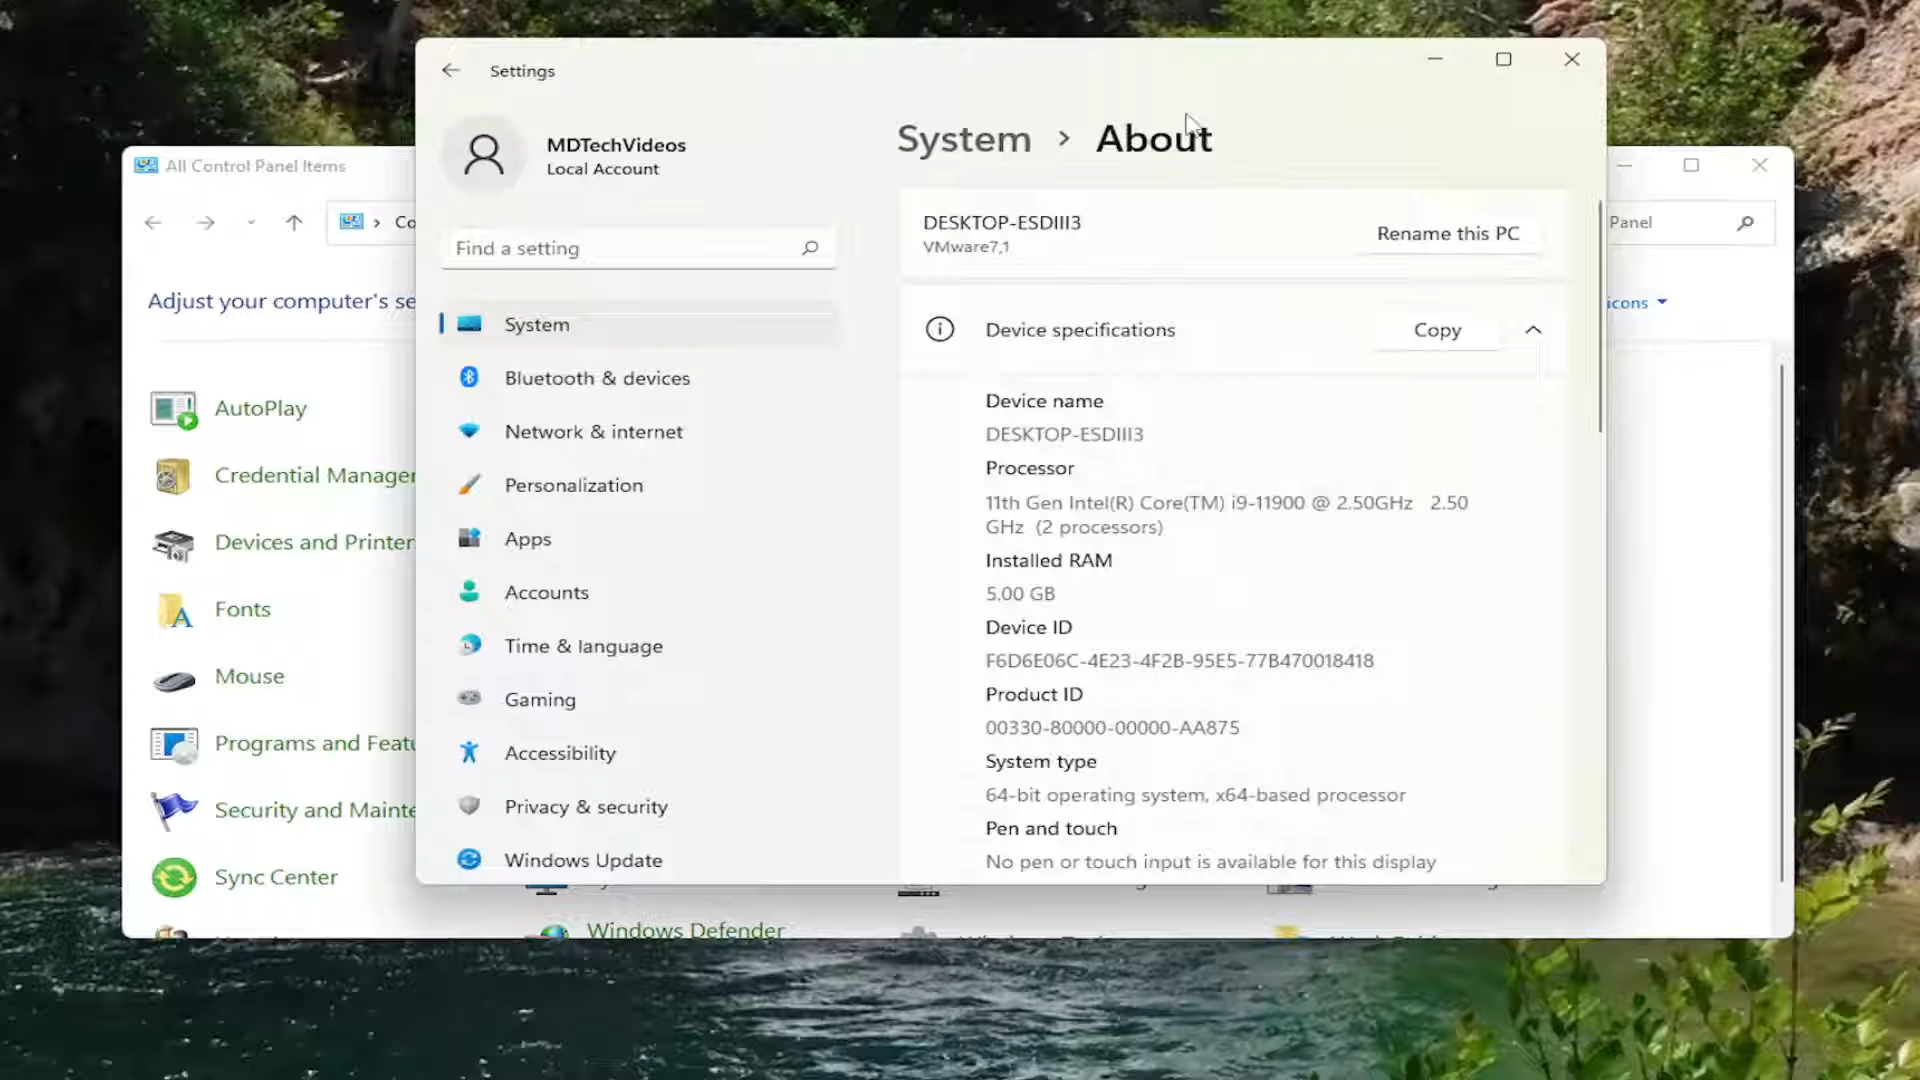 Settings
MDTechVideos
Local Account
Find a setting
System
Bluetooth & devices
Network & internet
Personalization
Apps
Accounts
Time & language
Gaming
Accessibility
Privacy & security
Windows Update
System > About
DESKTOP-ESDIII3
VMware7,1
Rename this PC
Device specifications
Copy
Device name
DESKTOP-ESDIII3
Processor
11th Gen Intel(R) Core(TM) i9-11900 @ 2.50GHz 2.50
GHz (2 processors)
Installed RAM
5.00 GB
Device ID
F6D6E06C-4E23-4F2B-95E5-77B470018418
Product ID
00330-80000-00000-AA875
System type
64-bit operating system, x64-based processor
Pen and touch
No pen or touch input is available for this display
All Control Panel Items
Co
Panel
Adjust your computer's se
icons
AutoPlay
Credential Manager
Devices and Printer
Fonts
Mouse
Programs and Featu
Security and Mainte
Sync Center
Windows Defender